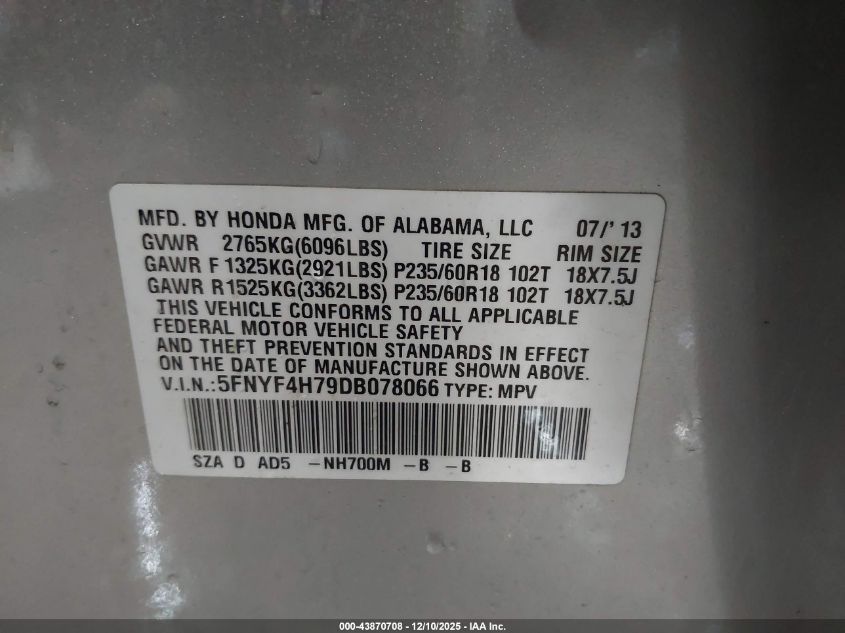 MFD. BY HONDA MFG. OF ALABAMA, LLC 07/'13
GVWR 2765KG(6096LBS) TIRE SIZE RIM SIZE
GAWR F 1325KG(2921LBS) P235/60R18 102T 18X7.5J
GAWR R1525KG(3362LBS) P235/60R18 102T 18X7.5J
THIS VEHICLE CONFORMS TO ALL APPLICABLE
FEDERAL MOTOR VEHICLE SAFETY
AND THEFT PREVENTION STANDARDS IN EFFECT
ON THE DATE OF MANUFACTURE SHOWN ABOVE.
V.I.N.:5FNYF4H79DB078066 TYPE: MPV
SZA D AD5 -NH700M -B -B
000-43870708 - 12/10/2025 - IAA Inc.